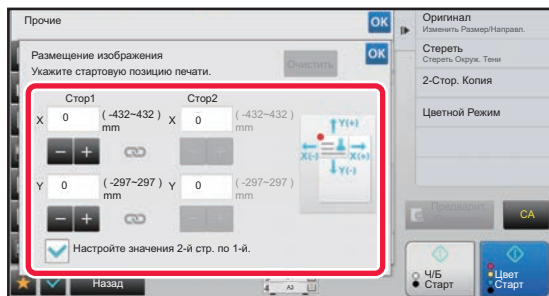 Прочие
OK
Размещение изображения
OK
Укажите стартовую позицию печати.
Очистить
Стор1
Стор2
X 0 (-432~432) mm
X 0 (-432~432) mm
− +
− +
Y(+)
X(-) X(+)
Y(-)
Y 0 (-297~297) mm
Y 0 (-297~297) mm
− +
− +
Настройте значения 2-й стр. по 1-й.
Назад
A3
Оригинал
Изменить Размер/Направл.
Стереть
Стереть Окруж. Тени
2-Стор. Копия
Цветной Режим
Предварит.
CA
Ч/Б
Старт
Цвет
Старт